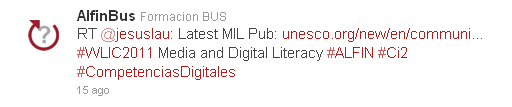 AlfinBus Formacion BUS
RT @jesuslau: Latest MIL Pub: unesco.org/new/en/communi...
#WLIC2011 Media and Digital Literacy #ALFIN #Ci2
#CompetenciasDigitales
15 ago